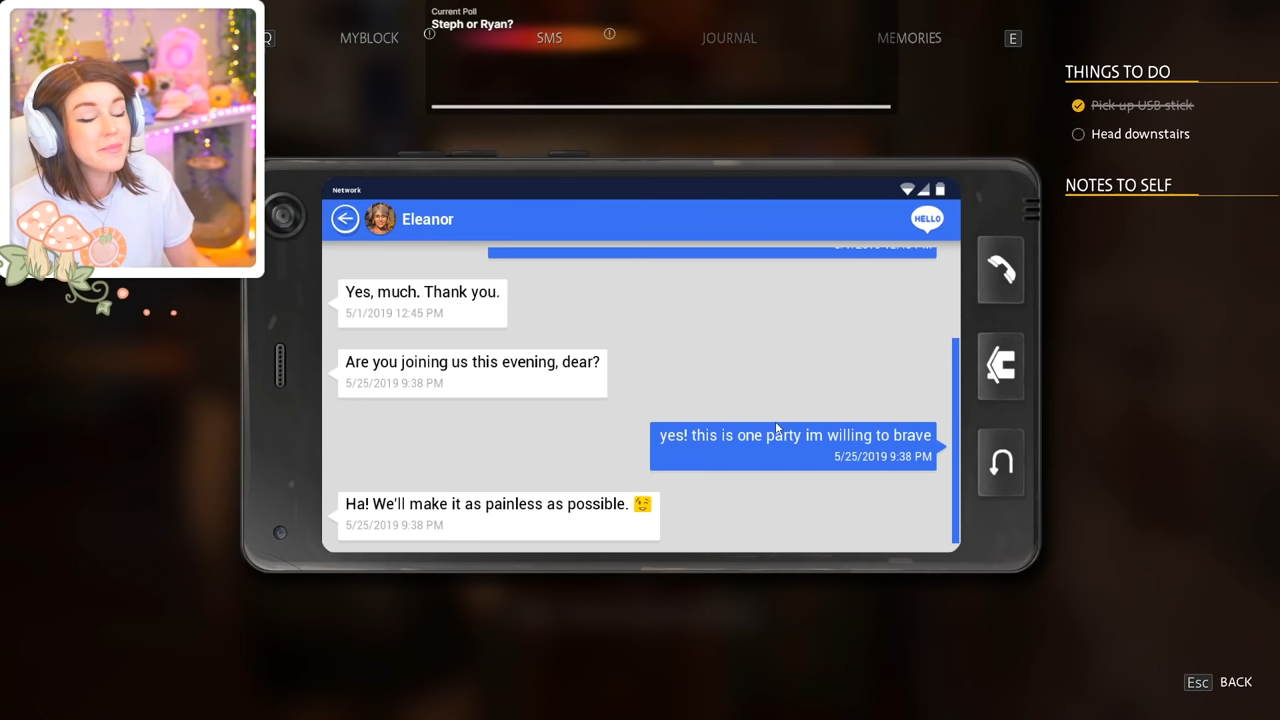 Current Poll
Steph or Ryan?
MYBLOCK
SMS
JOURNAL
MEMORIES
E
THINGS TO DO
Pick up USB stick
Head downstairs
NOTES TO SELF
Network
Eleanor
HELLO
Yes, much. Thank you.
5/1/2019 12:45 PM
Are you joining us this evening, dear?
5/25/2019 9:38 PM
yes! this is one party im willing to brave
5/25/2019 9:38 PM
Ha! We'll make it as painless as possible. 😉
5/25/2019 9:38 PM
Esc BACK